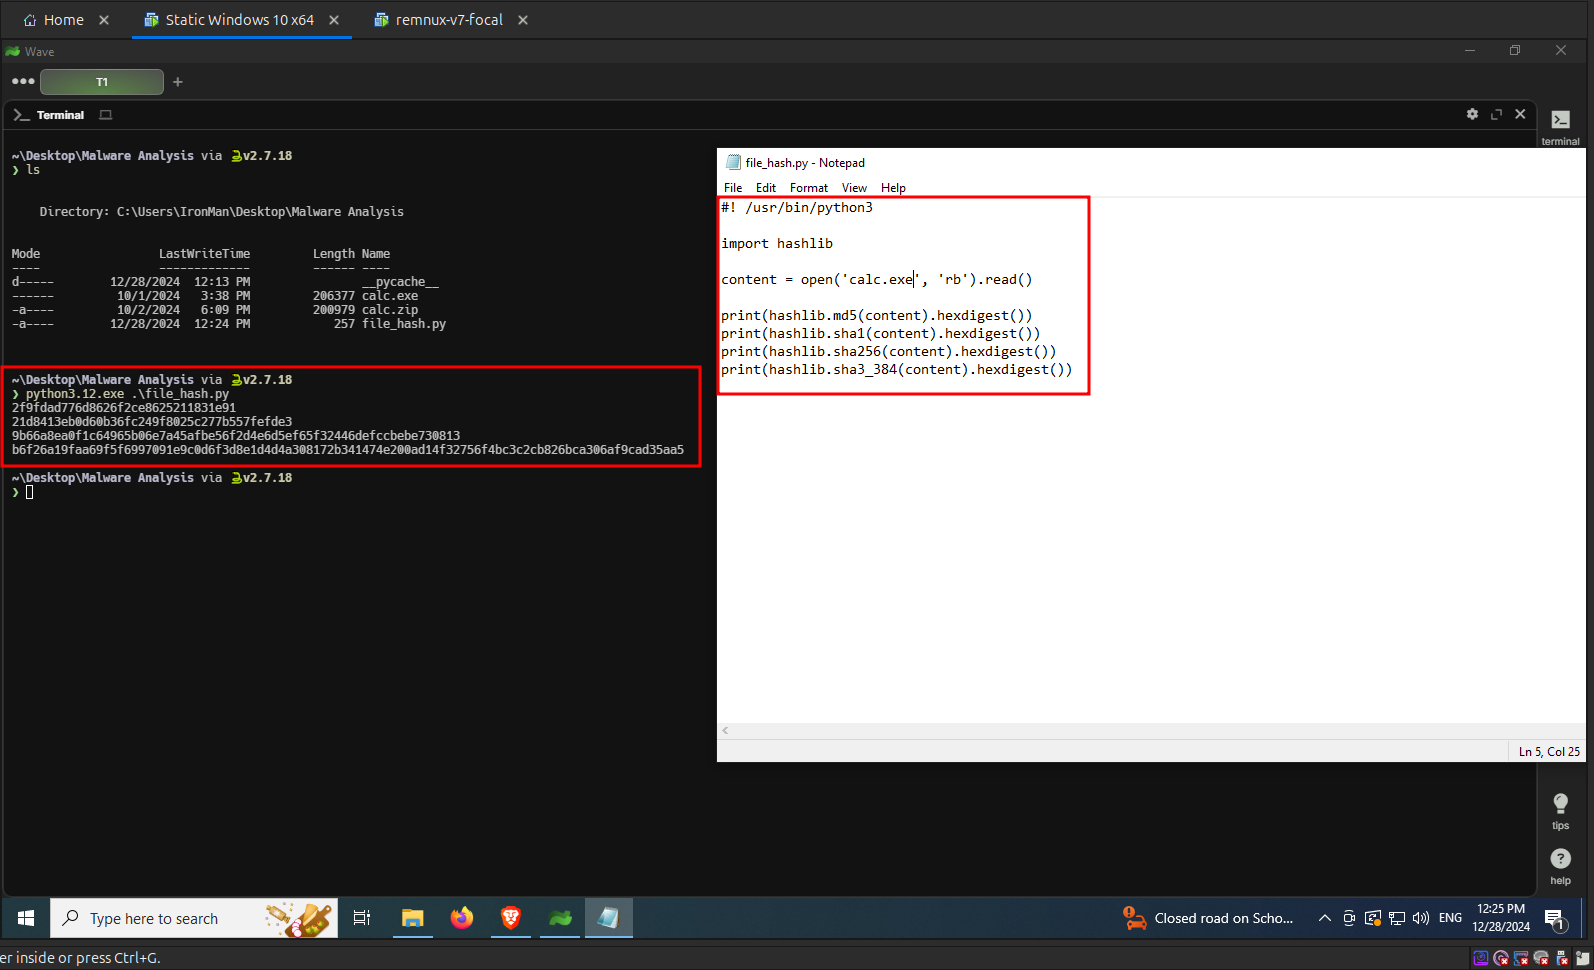 Home
Static Windows 10 x64
remnux-v7-focal
Wave
T1
Terminal
terminal
~\Desktop\Malware Analysis via v2.7.18
❯ ls
Directory: C:\Users\IronMan\Desktop\Malware Analysis
Mode LastWriteTime Length Name
---- ------------- ------ ----
d----- 12/28/2024 12:13 PM __pycache__
------ 10/1/2024 3:38 PM 206377 calc.exe
-a---- 10/2/2024 6:09 PM 200979 calc.zip
-a---- 12/28/2024 12:24 PM 257 file_hash.py
~\Desktop\Malware Analysis via v2.7.18
❯ python3.12.exe .\file_hash.py
2f9fdad776d8626f2ce8625211831e91
21d8413eb0d60b36fc249f8025c277b557fefde3
9b66a8ea0f1c64965b06e7a45afbe56f2d4e6d5ef65f32446defccbebe730813
b6f26a19faa69f5f6997091e9c0d6f3d8e1d4d4a308172b341474e200ad14f32756f4bc3c2cb826bca306af9cad35aa5
~\Desktop\Malware Analysis via v2.7.18
❯
file_hash.py - Notepad
File Edit Format View Help
#! /usr/bin/python3
import hashlib
content = open('calc.exe', 'rb').read()
print(hashlib.md5(content).hexdigest())
print(hashlib.sha1(content).hexdigest())
print(hashlib.sha256(content).hexdigest())
print(hashlib.sha3_384(content).hexdigest())
Ln 5, Col 25
tips
help
Type here to search
Closed road on Scho...
ENG
12:25 PM
12/28/2024
1
er inside or press Ctrl+G.